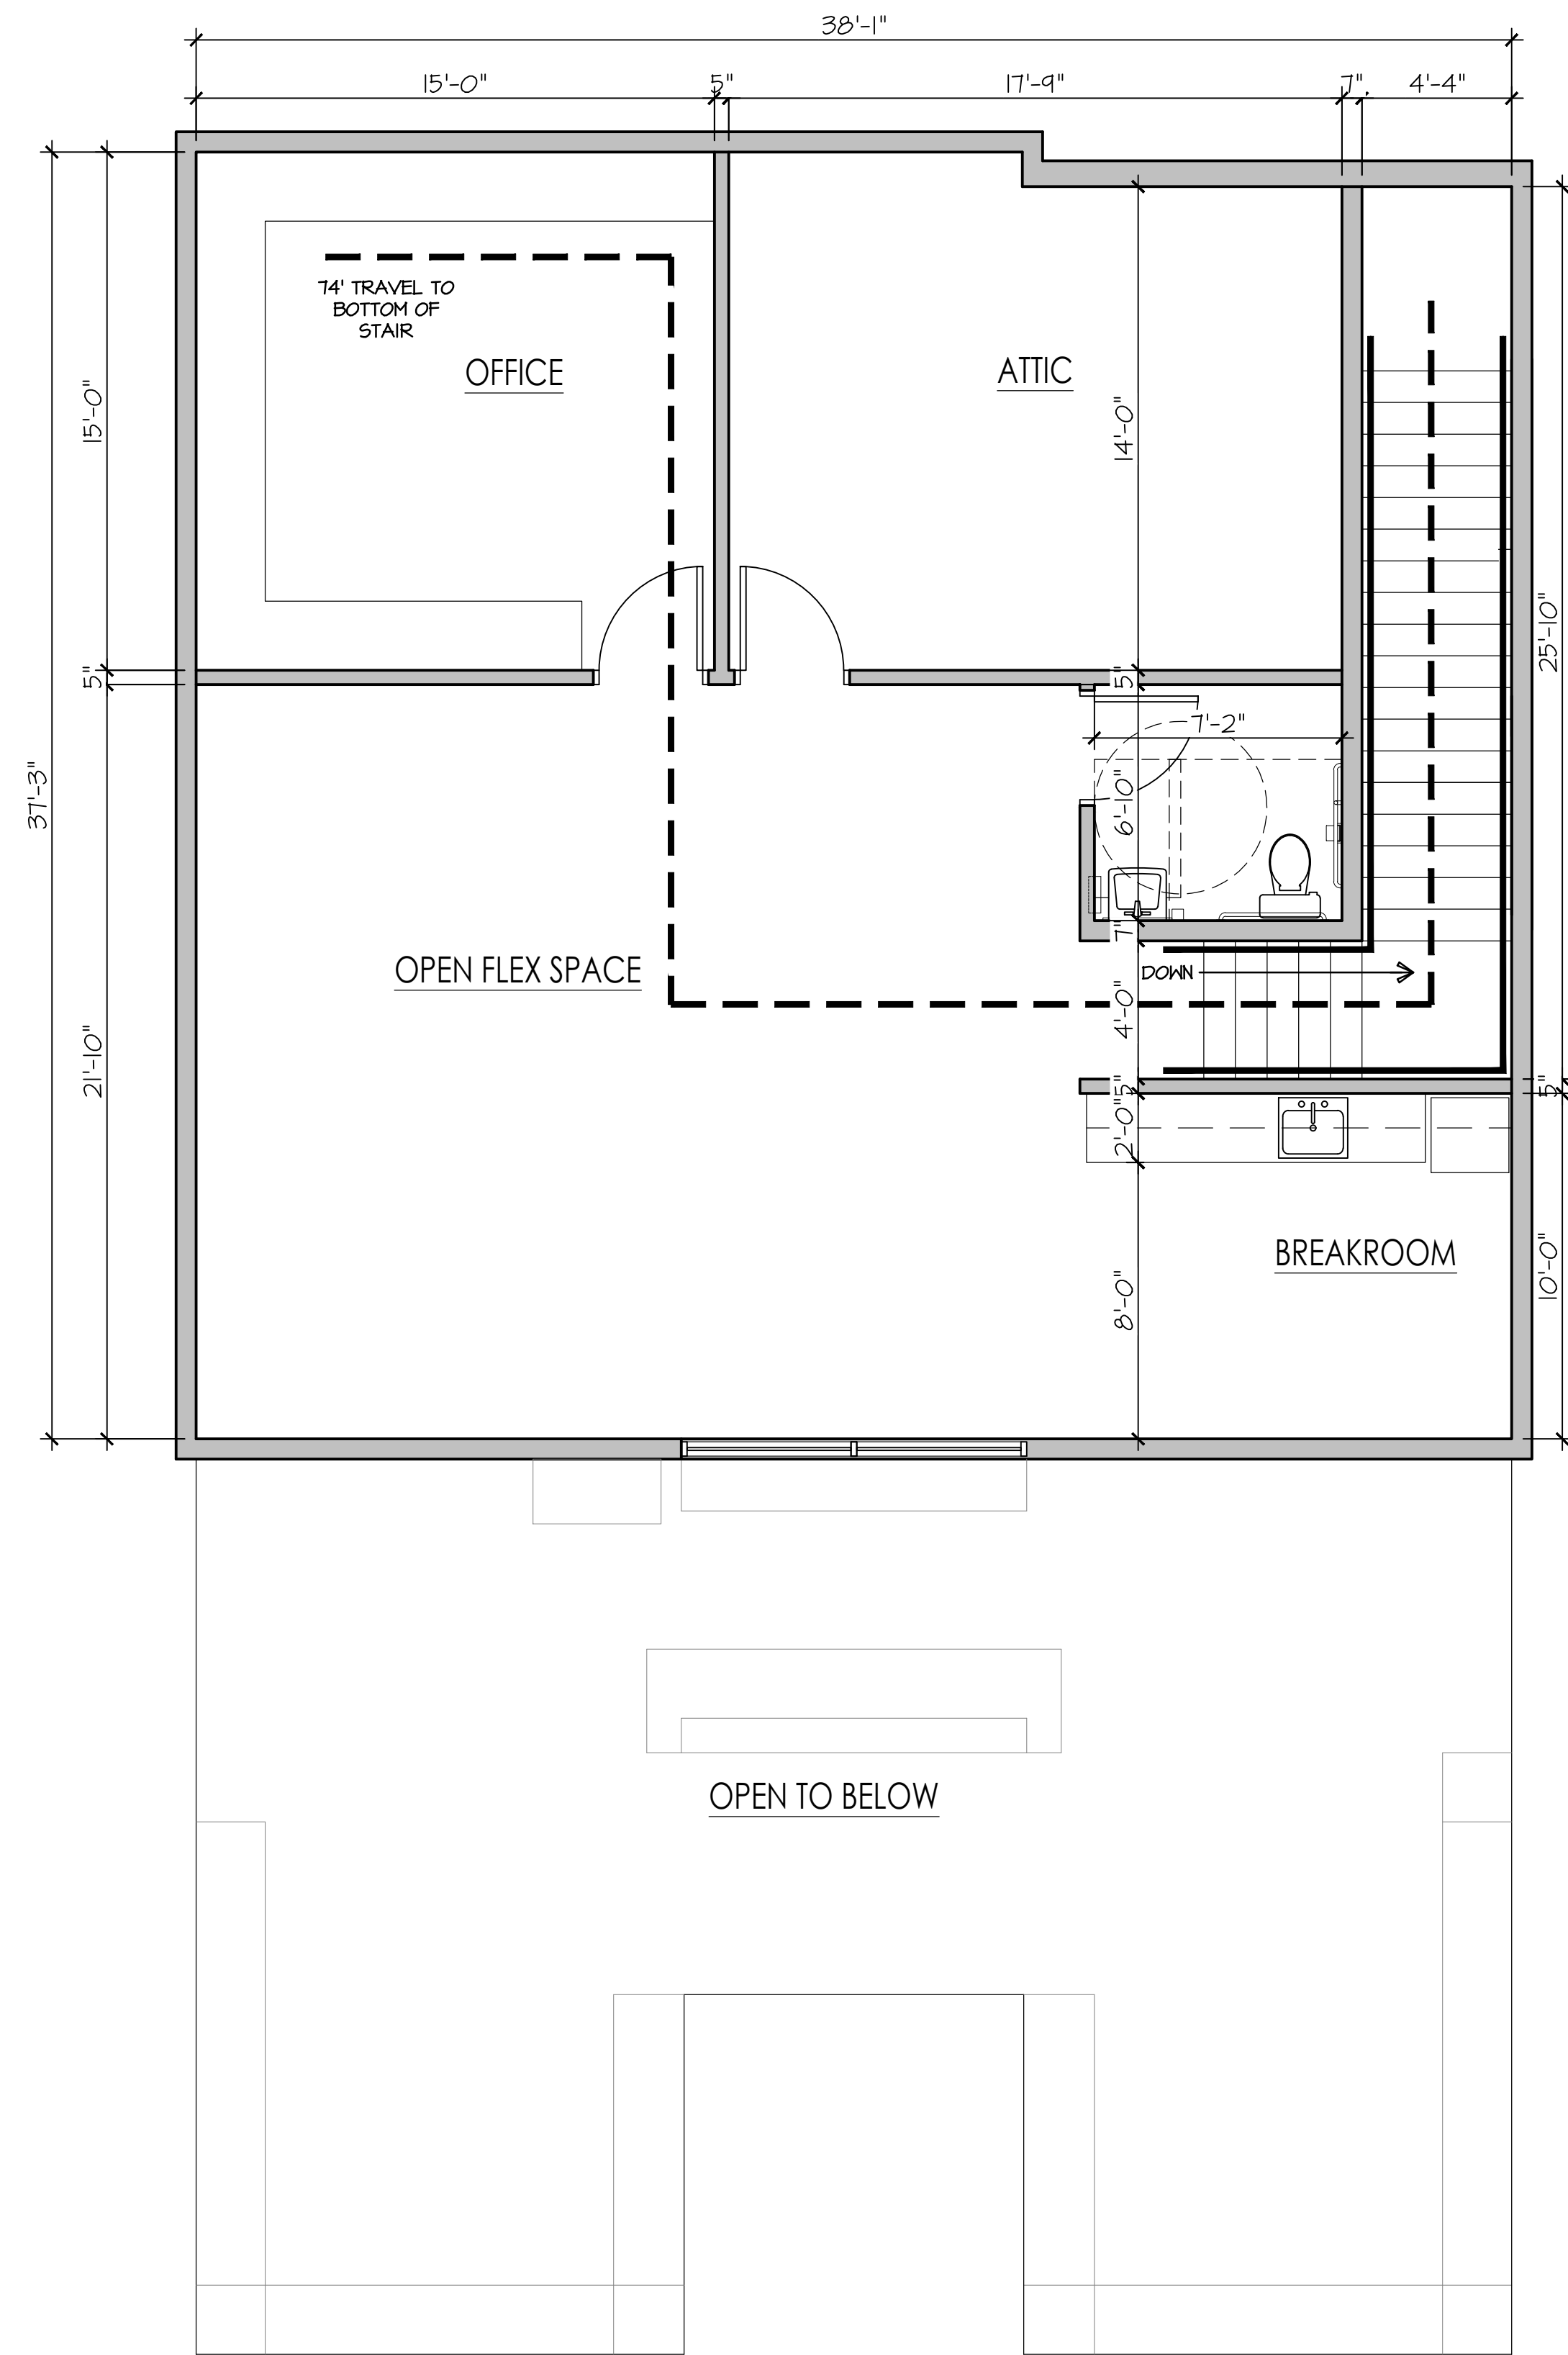 38'-1"
15'-0"
5"
17'-9"
7"
4'-4"
74' TRAVEL TO
BOTTOM OF
STAIR
OFFICE
ATTIC
15'-0"
14'-0"
5"
5"
37'-3"
25'-10"
7'-2"
6'-10"
7"
OPEN FLEX SPACE
DOWN
4'-0"
21'-10"
5"
5"
2'-0"
BREAKROOM
8'-0"
10'-0"
OPEN TO BELOW